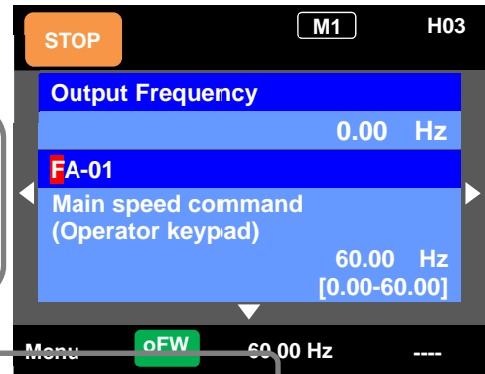 STOP M1 H03
Output Frequency
0.00 Hz
FA-01
Main speed command
(Operator keypad)
60.00 Hz
[0.00-60.00]
Menu oFW 60.00 Hz ----